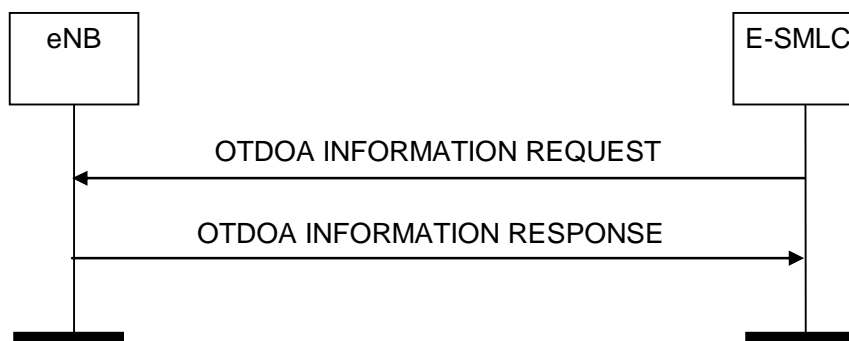 eNB
E-SMLC
OTDOA INFORMATION REQUEST
OTDOA INFORMATION RESPONSE